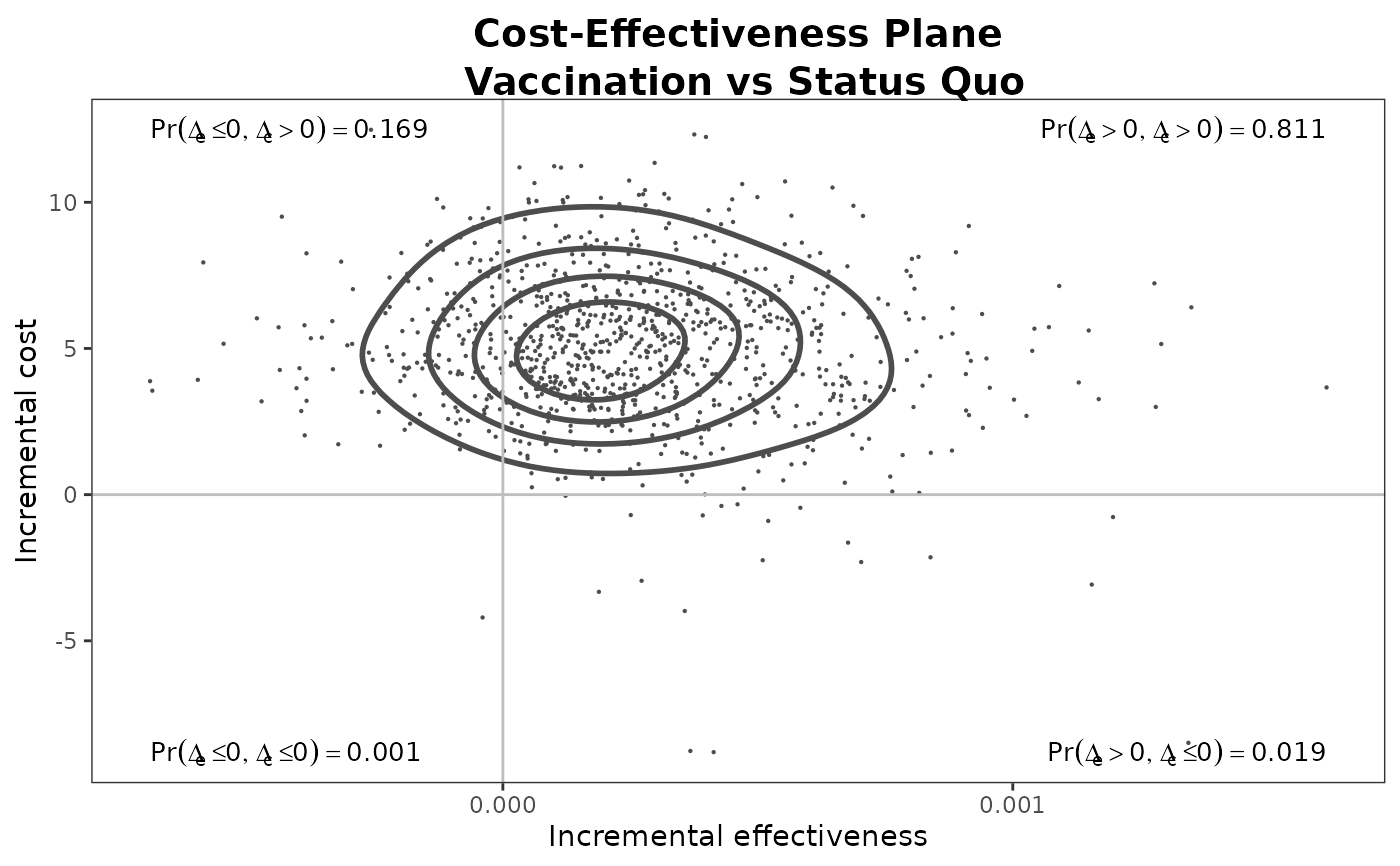 Cost-Effectiveness Plane
Vaccination vs Status Quo
Pr(Δe ≤0, Δc > 0) = 0.169
Pr(Δe > 0, Δc > 0) = 0.811
10
5
0
-5
Incremental cost
Pr(Δe ≤0, Δc ≤0) = 0.001
Pr(Δe > 0, Δc ≤0) = 0.019
0.000
0.001
Incremental effectiveness